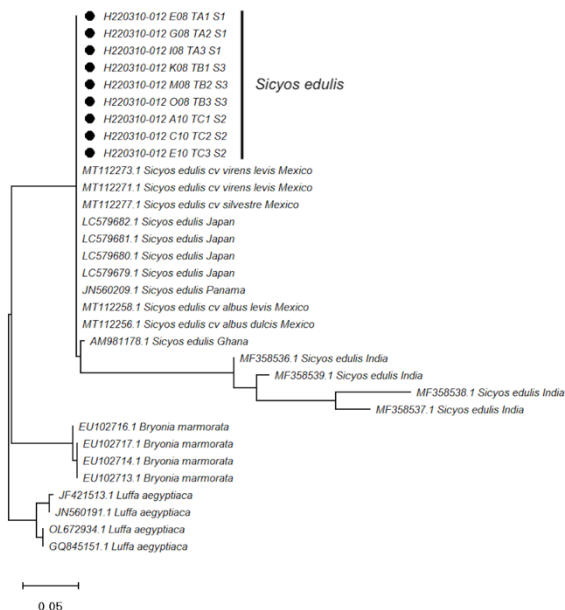 H220310-012 E08 TA1 S1
H220310-012 G08 TA2 S1
H220310-012 I08 TA3 S1
H220310-012 K08 TB1 S3
H220310-012 M08 TB2 S3
H220310-012 O08 TB3 S3
H220310-012 A10 TC1 S2
H220310-012 C10 TC2 S2
H220310-012 E10 TC3 S2
Sicyos edulis
MT112273.1 Sicyos edulis cv virens levis Mexico
MT112271.1 Sicyos edulis cv virens levis Mexico
MT112277.1 Sicyos edulis cv silvestre Mexico
LC579682.1 Sicyos edulis Japan
LC579681.1 Sicyos edulis Japan
LC579680.1 Sicyos edulis Japan
LC579679.1 Sicyos edulis Japan
JN560209.1 Sicyos edulis Panama
MT112258.1 Sicyos edulis cv albus levis Mexico
MT112256.1 Sicyos edulis cv albus dulcis Mexico
AM981178.1 Sicyos edulis Ghana
MF358536.1 Sicyos edulis India
MF358539.1 Sicyos edulis India
MF358538.1 Sicyos edulis India
MF358537.1 Sicyos edulis India
EU102716.1 Bryonia marmorata
EU102717.1 Bryonia marmorata
EU102714.1 Bryonia marmorata
EU102713.1 Bryonia marmorata
JF421513.1 Luffa aegyptiaca
JN560191.1 Luffa aegyptiaca
OL672934.1 Luffa aegyptiaca
GQ845151.1 Luffa aegyptiaca
0.05